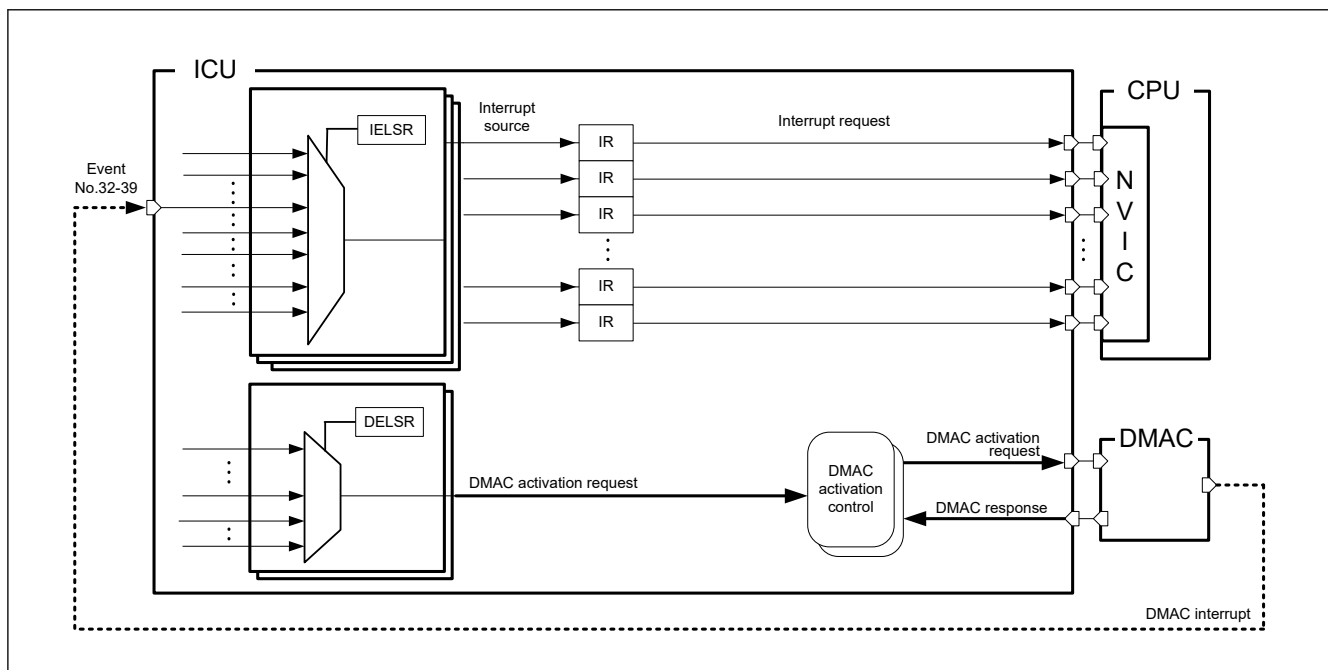 ICU
CPU
IELSR
Interrupt
source
Interrupt request
IR
IR
IR
IR
IR
N
V
I
C
Event
No.32-39
DELSR
DMAC activation request
DMAC
activation
control
DMAC activation
request
DMAC response
DMAC
DMAC interrupt